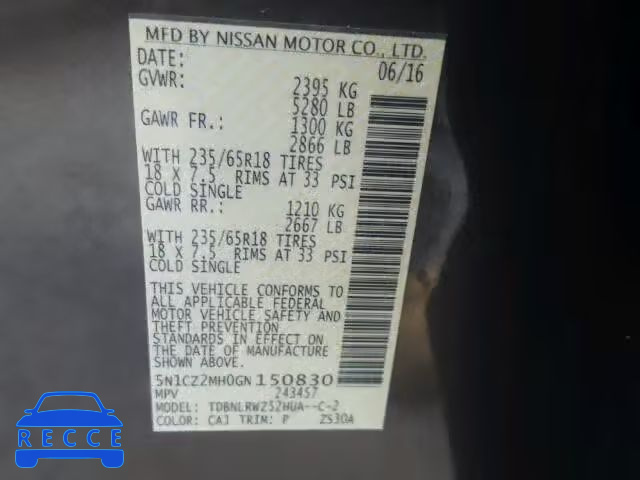 MFD BY NISSAN MOTOR CO., LTD.
DATE: 06/16
GVWR: 2395 KG
5280 LB
GAWR FR.: 1300 KG
2866 LB
WITH 235/65R18 TIRES
18 X 7.5 RIMS AT 33 PSI
COLD SINGLE
GAWR RR.: 1210 KG
2667 LB
WITH 235/65R18 TIRES
18 X 7.5 RIMS AT 33 PSI
COLD SINGLE
THIS VEHICLE CONFORMS TO
ALL APPLICABLE FEDERAL
MOTOR VEHICLE SAFETY AND
THEFT PREVENTION
STANDARDS IN EFFECT ON
THE DATE OF MANUFACTURE
SHOWN ABOVE.
5N1CZ2MH0GN150830
MPV 243457
MODEL: TDBNLRWZ52HUA--C-2
COLOR: CAJ TRIM: P ZS30A
RECCE